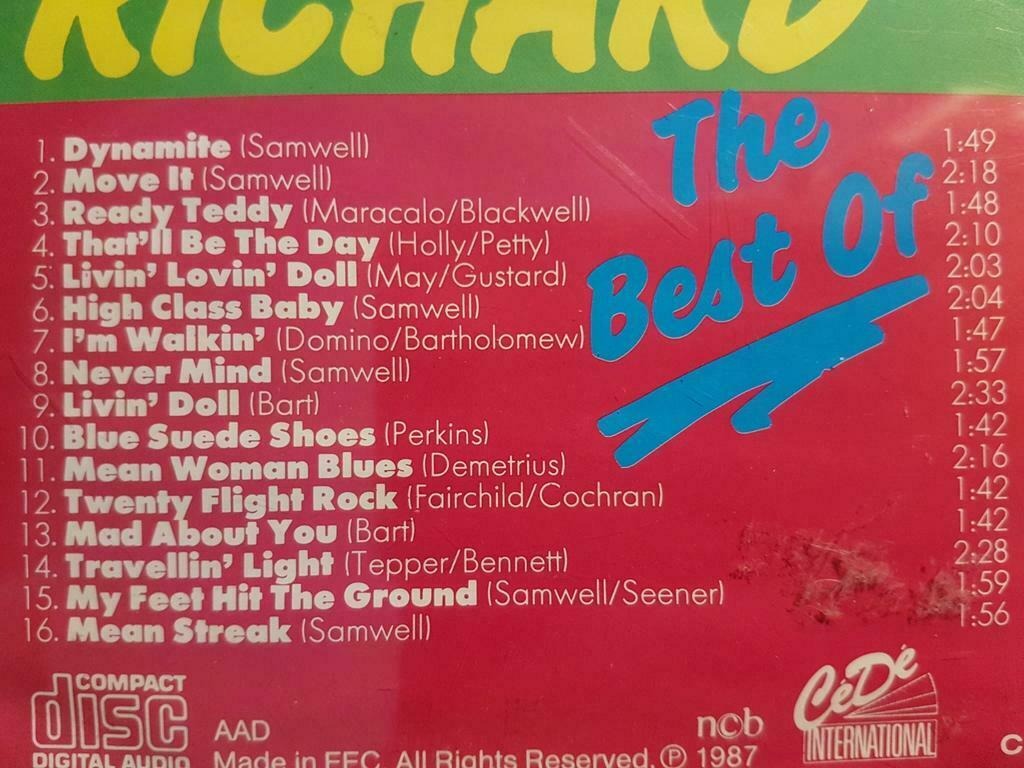 RICHARD
The
Best Of
1. Dynamite (Samwell) 1:49
2. Move It (Samwell) 2:18
3. Ready Teddy (Maracalo/Blackwell) 1:48
4. That'll Be The Day (Holly/Petty) 2:10
5. Livin' Lovin' Doll (May/Gustard) 2:03
6. High Class Baby (Samwell) 2:04
7. I'm Walkin' (Domino/Bartholomew) 1:47
8. Never Mind (Samwell) 1:57
9. Livin' Doll (Bart) 2:33
10. Blue Suede Shoes (Perkins) 1:42
11. Mean Woman Blues (Demetrius) 2:16
12. Twenty Flight Rock (Fairchild/Cochran) 1:42
13. Mad About You (Bart) 1:42
14. Travellin' Light (Tepper/Bennett) 2:28
15. My Feet Hit The Ground (Samwell/Seener) 1:59
16. Mean Streak (Samwell) 1:56
COMPACT
disc
DIGITAL AUDIO
AAD
ncb
CéDé
INTERNATIONAL
Made in EEC. All Rights Reserved. Ⓟ 1987
C